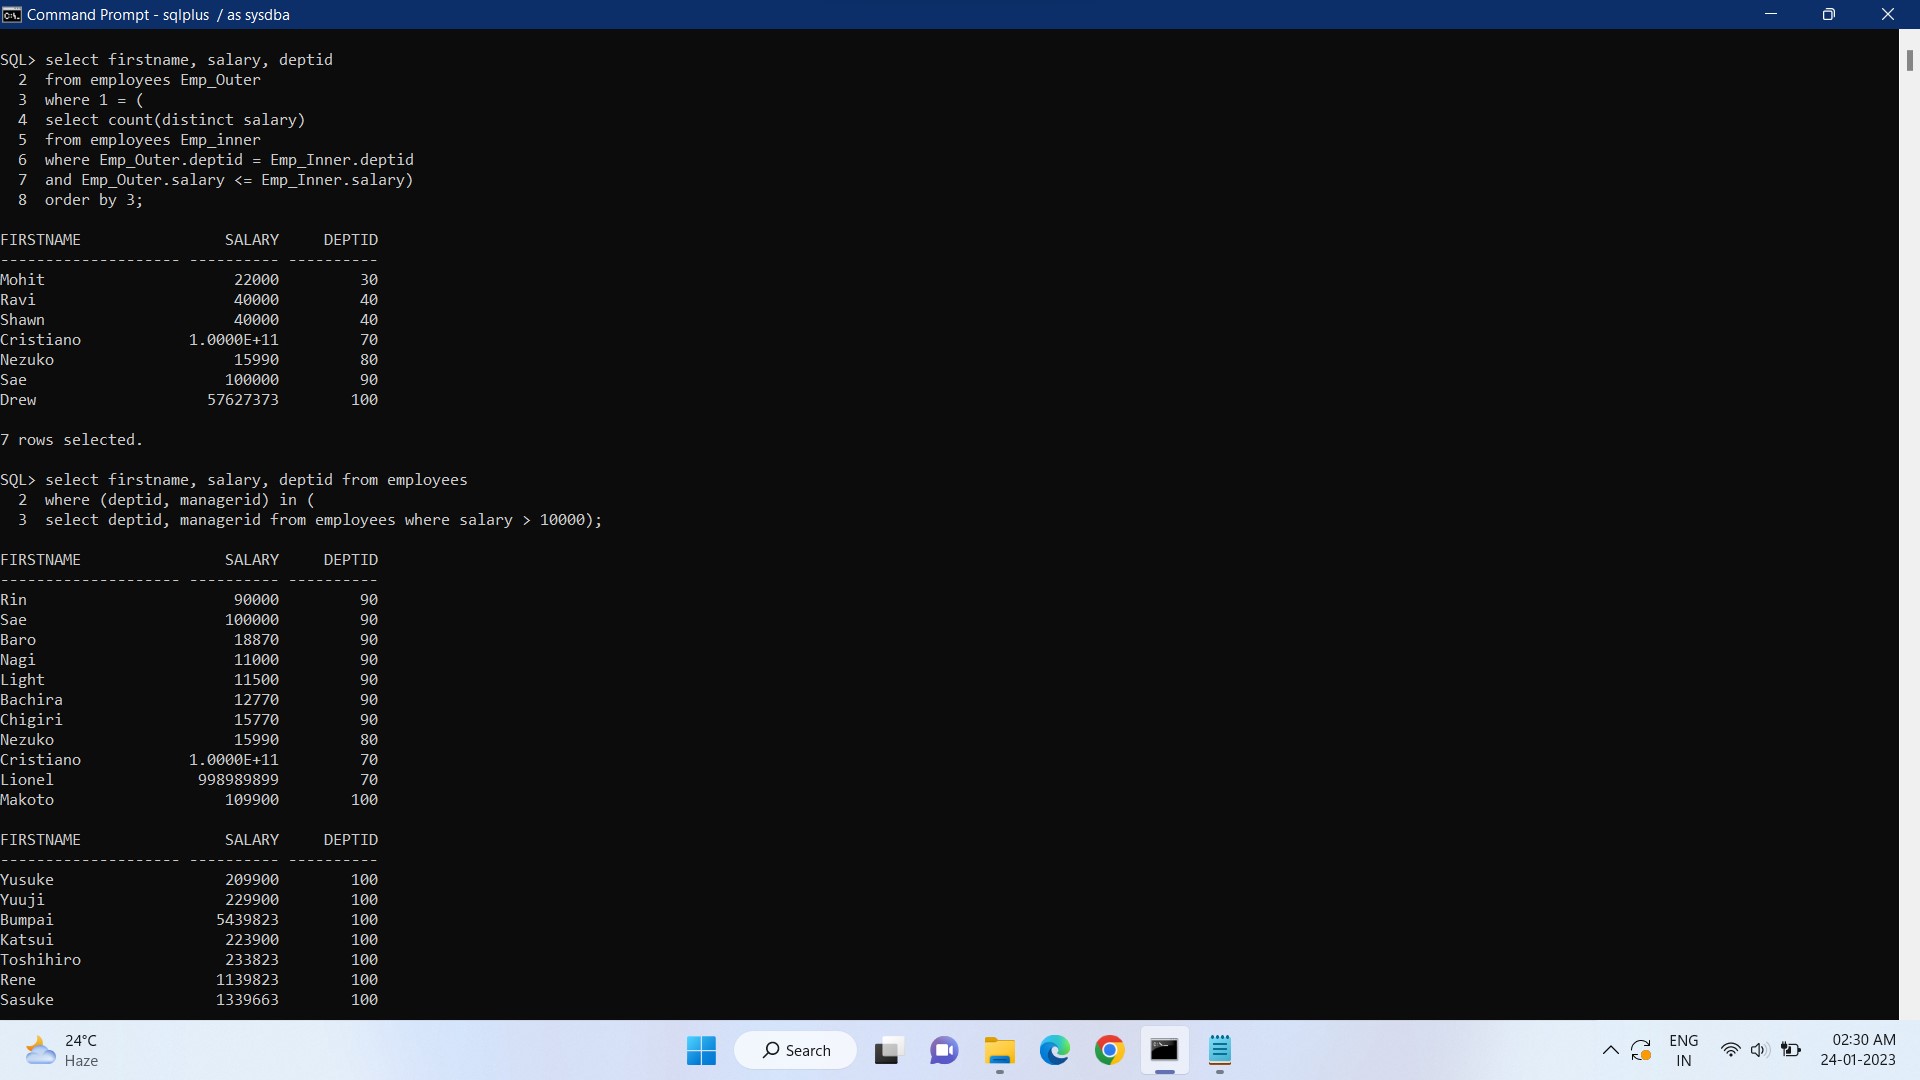 Command Prompt - sqlplus  / as sysdba
SQL> select firstname, salary, deptid
  2  from employees Emp_Outer
  3  where 1 = (
  4  select count(distinct salary)
  5  from employees Emp_inner
  6  where Emp_Outer.deptid = Emp_Inner.deptid
  7  and Emp_Outer.salary <= Emp_Inner.salary)
  8  order by 3;
FIRSTNAME                SALARY     DEPTID
-------------------- ---------- ----------
Mohit                     22000         30
Ravi                      40000         40
Shawn                     40000         40
Cristiano            1.0000E+11         70
Nezuko                    15990         80
Sae                      100000         90
Drew                   57627373        100
7 rows selected.
SQL> select firstname, salary, deptid from employees
  2  where (deptid, managerid) in (
  3  select deptid, managerid from employees where salary > 10000);
FIRSTNAME                SALARY     DEPTID
-------------------- ---------- ----------
Rin                       90000         90
Sae                      100000         90
Baro                      18870         90
Nagi                      11000         90
Light                     11500         90
Bachira                   12770         90
Chigiri                   15770         90
Nezuko                    15990         80
Cristiano            1.0000E+11         70
Lionel                998989899         70
Makoto                   109900        100
FIRSTNAME                SALARY     DEPTID
-------------------- ---------- ----------
Yusuke                   209900        100
Yuuji                    229900        100
Bumpai                  5439823        100
Katsui                   223900        100
Toshihiro                233823        100
Rene                    1139823        100
Sasuke                  1339663        100
24°C
Haze
Search
ENG
IN
02:30 AM
24-01-2023